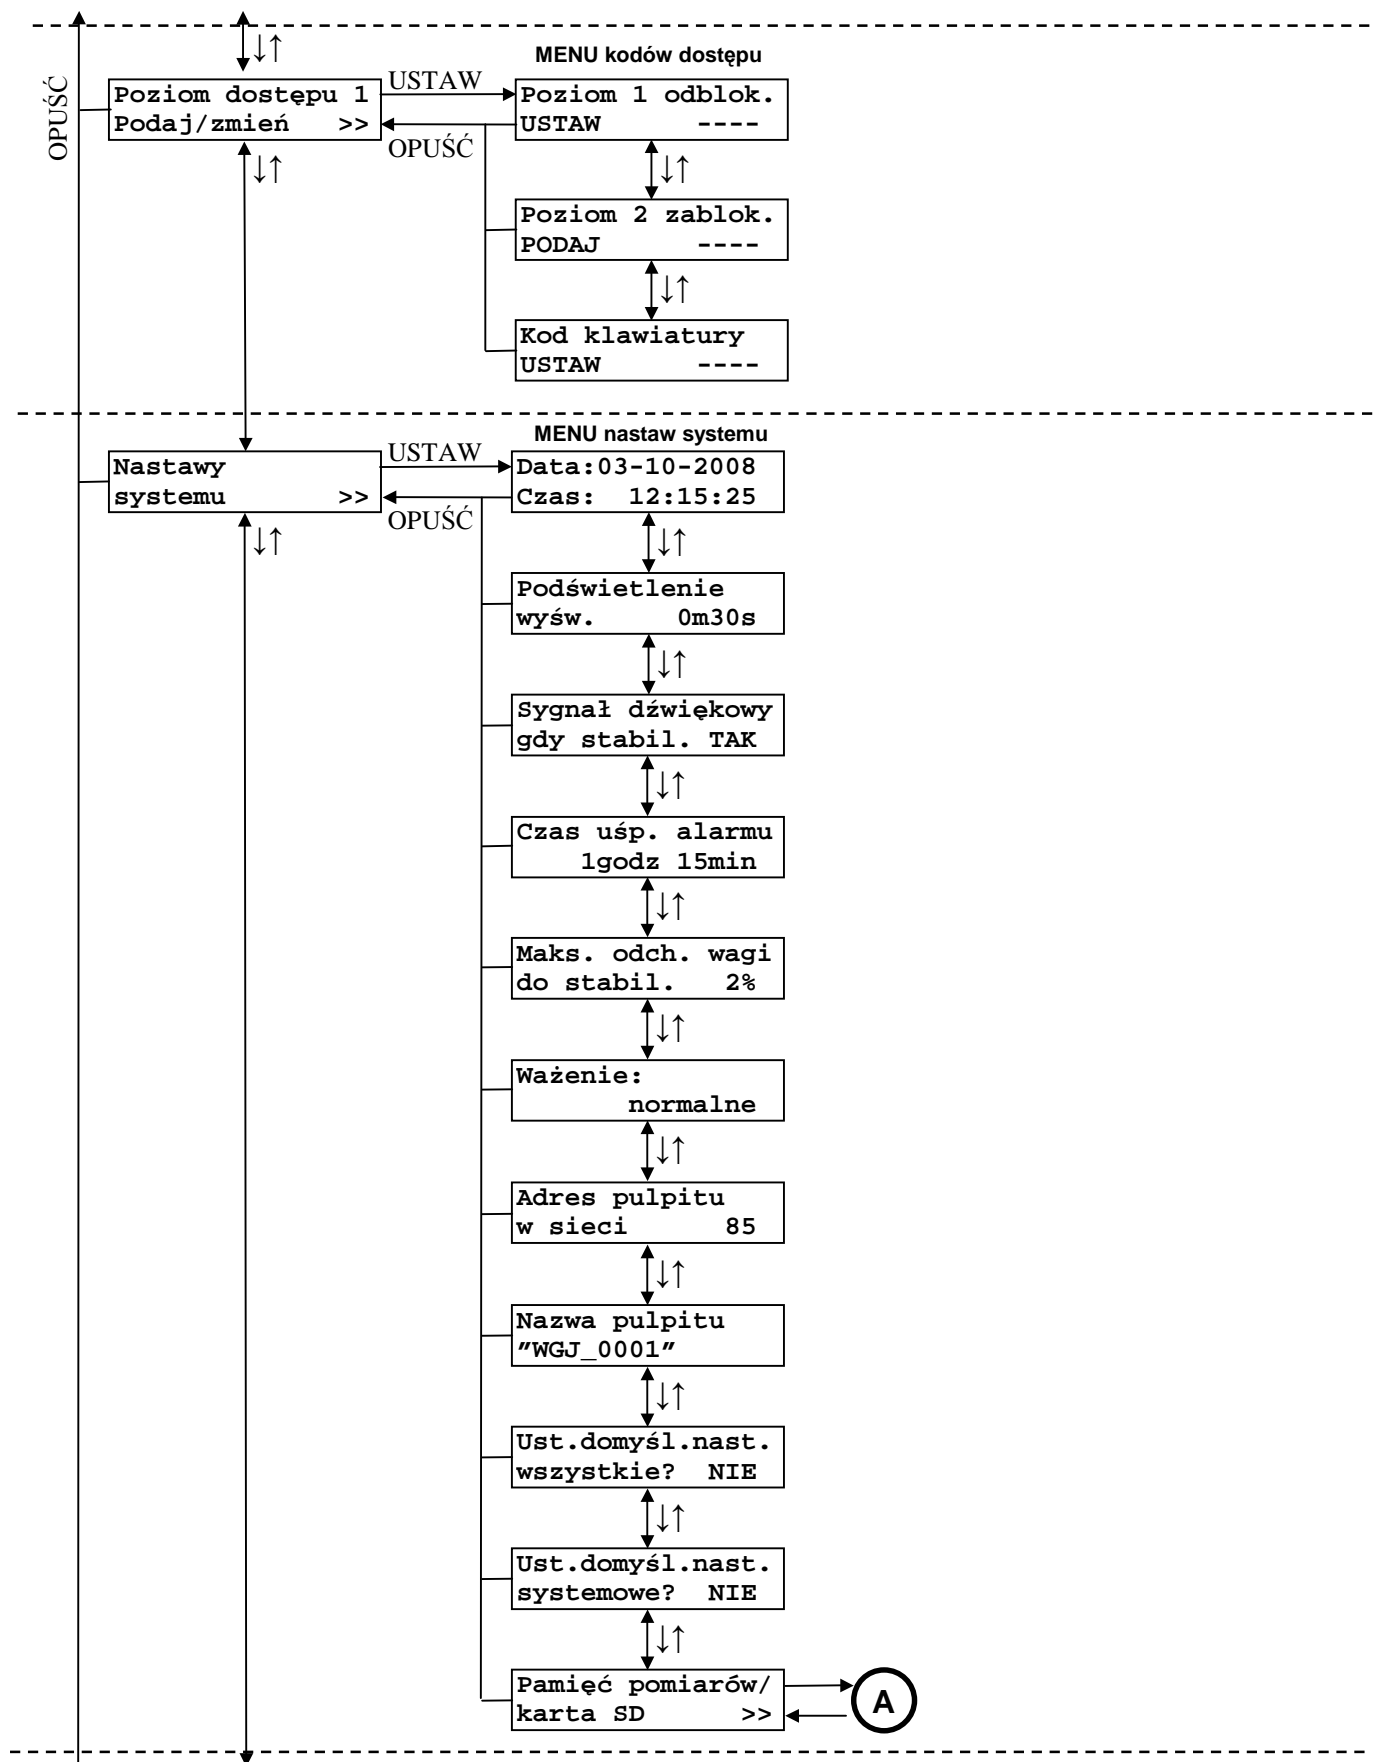 ↓↑
MENU kodów dostępu
OPUŚĆ
Poziom dostępu 1
Podaj/zmień >>
USTAW
OPUŚĆ
Poziom 1 odblok.
USTAW ----
↓↑
↓↑
Poziom 2 zablok.
PODAJ ----
↓↑
Kod klawiatury
USTAW ----
MENU nastaw systemu
Nastawy
systemu >>
USTAW
OPUŚĆ
Data:03-10-2008
Czas: 12:15:25
↓↑
↓↑
Podświetlenie
wyśw. 0m30s
↓↑
Sygnał dźwiękowy
gdy stabil. TAK
↓↑
Czas uśp. alarmu
1godz 15min
↓↑
Maks. odch. wagi
do stabil. 2%
↓↑
Ważenie:
normalne
↓↑
Adres pulpitu
w sieci 85
↓↑
Nazwa pulpitu
″WGJ_0001″
↓↑
Ust.domyśl.nast.
wszystkie? NIE
↓↑
Ust.domyśl.nast.
systemowe? NIE
↓↑
Pamięć pomiarów/
karta SD >>
A